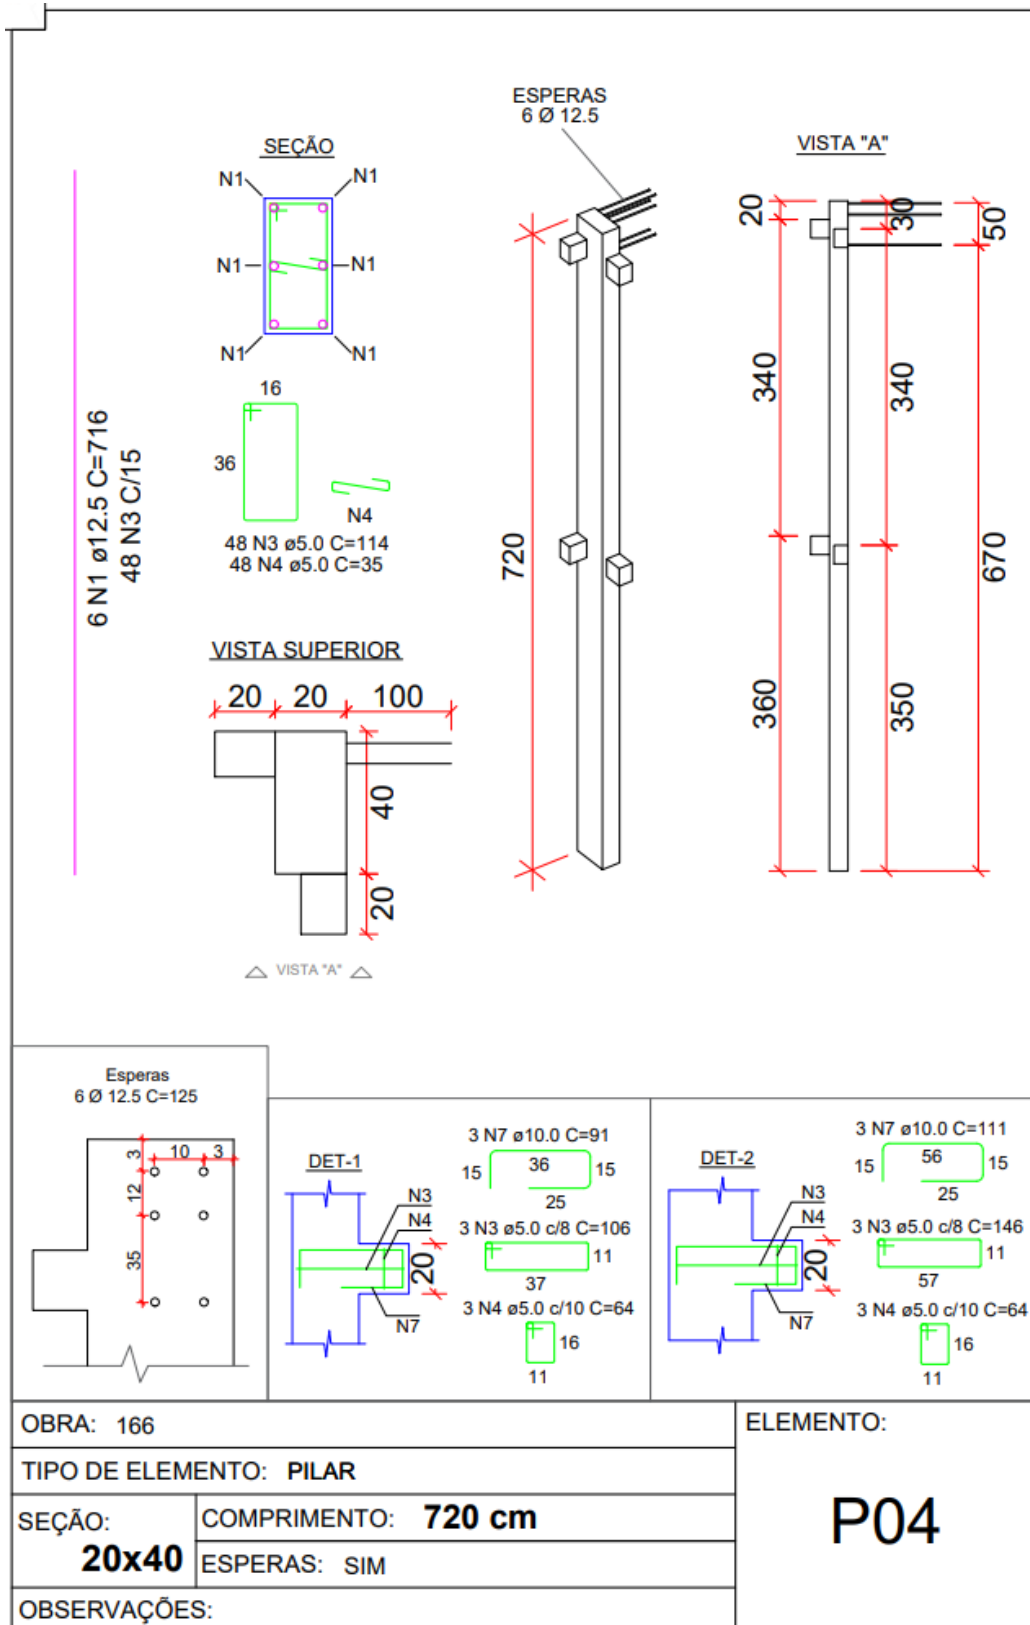 ESPERAS
6 Ø 12.5
SEÇÃO
N1
N1
N1
N1
N1
N1
16
36
N4
48 N3 ø5.0 C=114
48 N4 ø5.0 C=35
6 N1 ø12.5 C=716
48 N3 C/15
720
VISTA "A"
20
30
50
340
340
670
360
350
VISTA SUPERIOR
20
20
100
40
20
VISTA "A"
Esperas
6 Ø 12.5 C=125
3
10
3
12
35
DET-1
3 N7 ø10.0 C=91
15
36
15
25
N3
N4
20
N7
3 N3 ø5.0 c/8 C=106
11
37
3 N4 ø5.0 c/10 C=64
16
11
DET-2
3 N7 ø10.0 C=111
15
56
15
25
N3
N4
20
N7
3 N3 ø5.0 c/8 C=146
11
57
3 N4 ø5.0 c/10 C=64
16
11
OBRA: 166
TIPO DE ELEMENTO: PILAR
SEÇÃO:
20x40
COMPRIMENTO: 720 cm
ESPERAS: SIM
OBSERVAÇÕES:
ELEMENTO:
P04